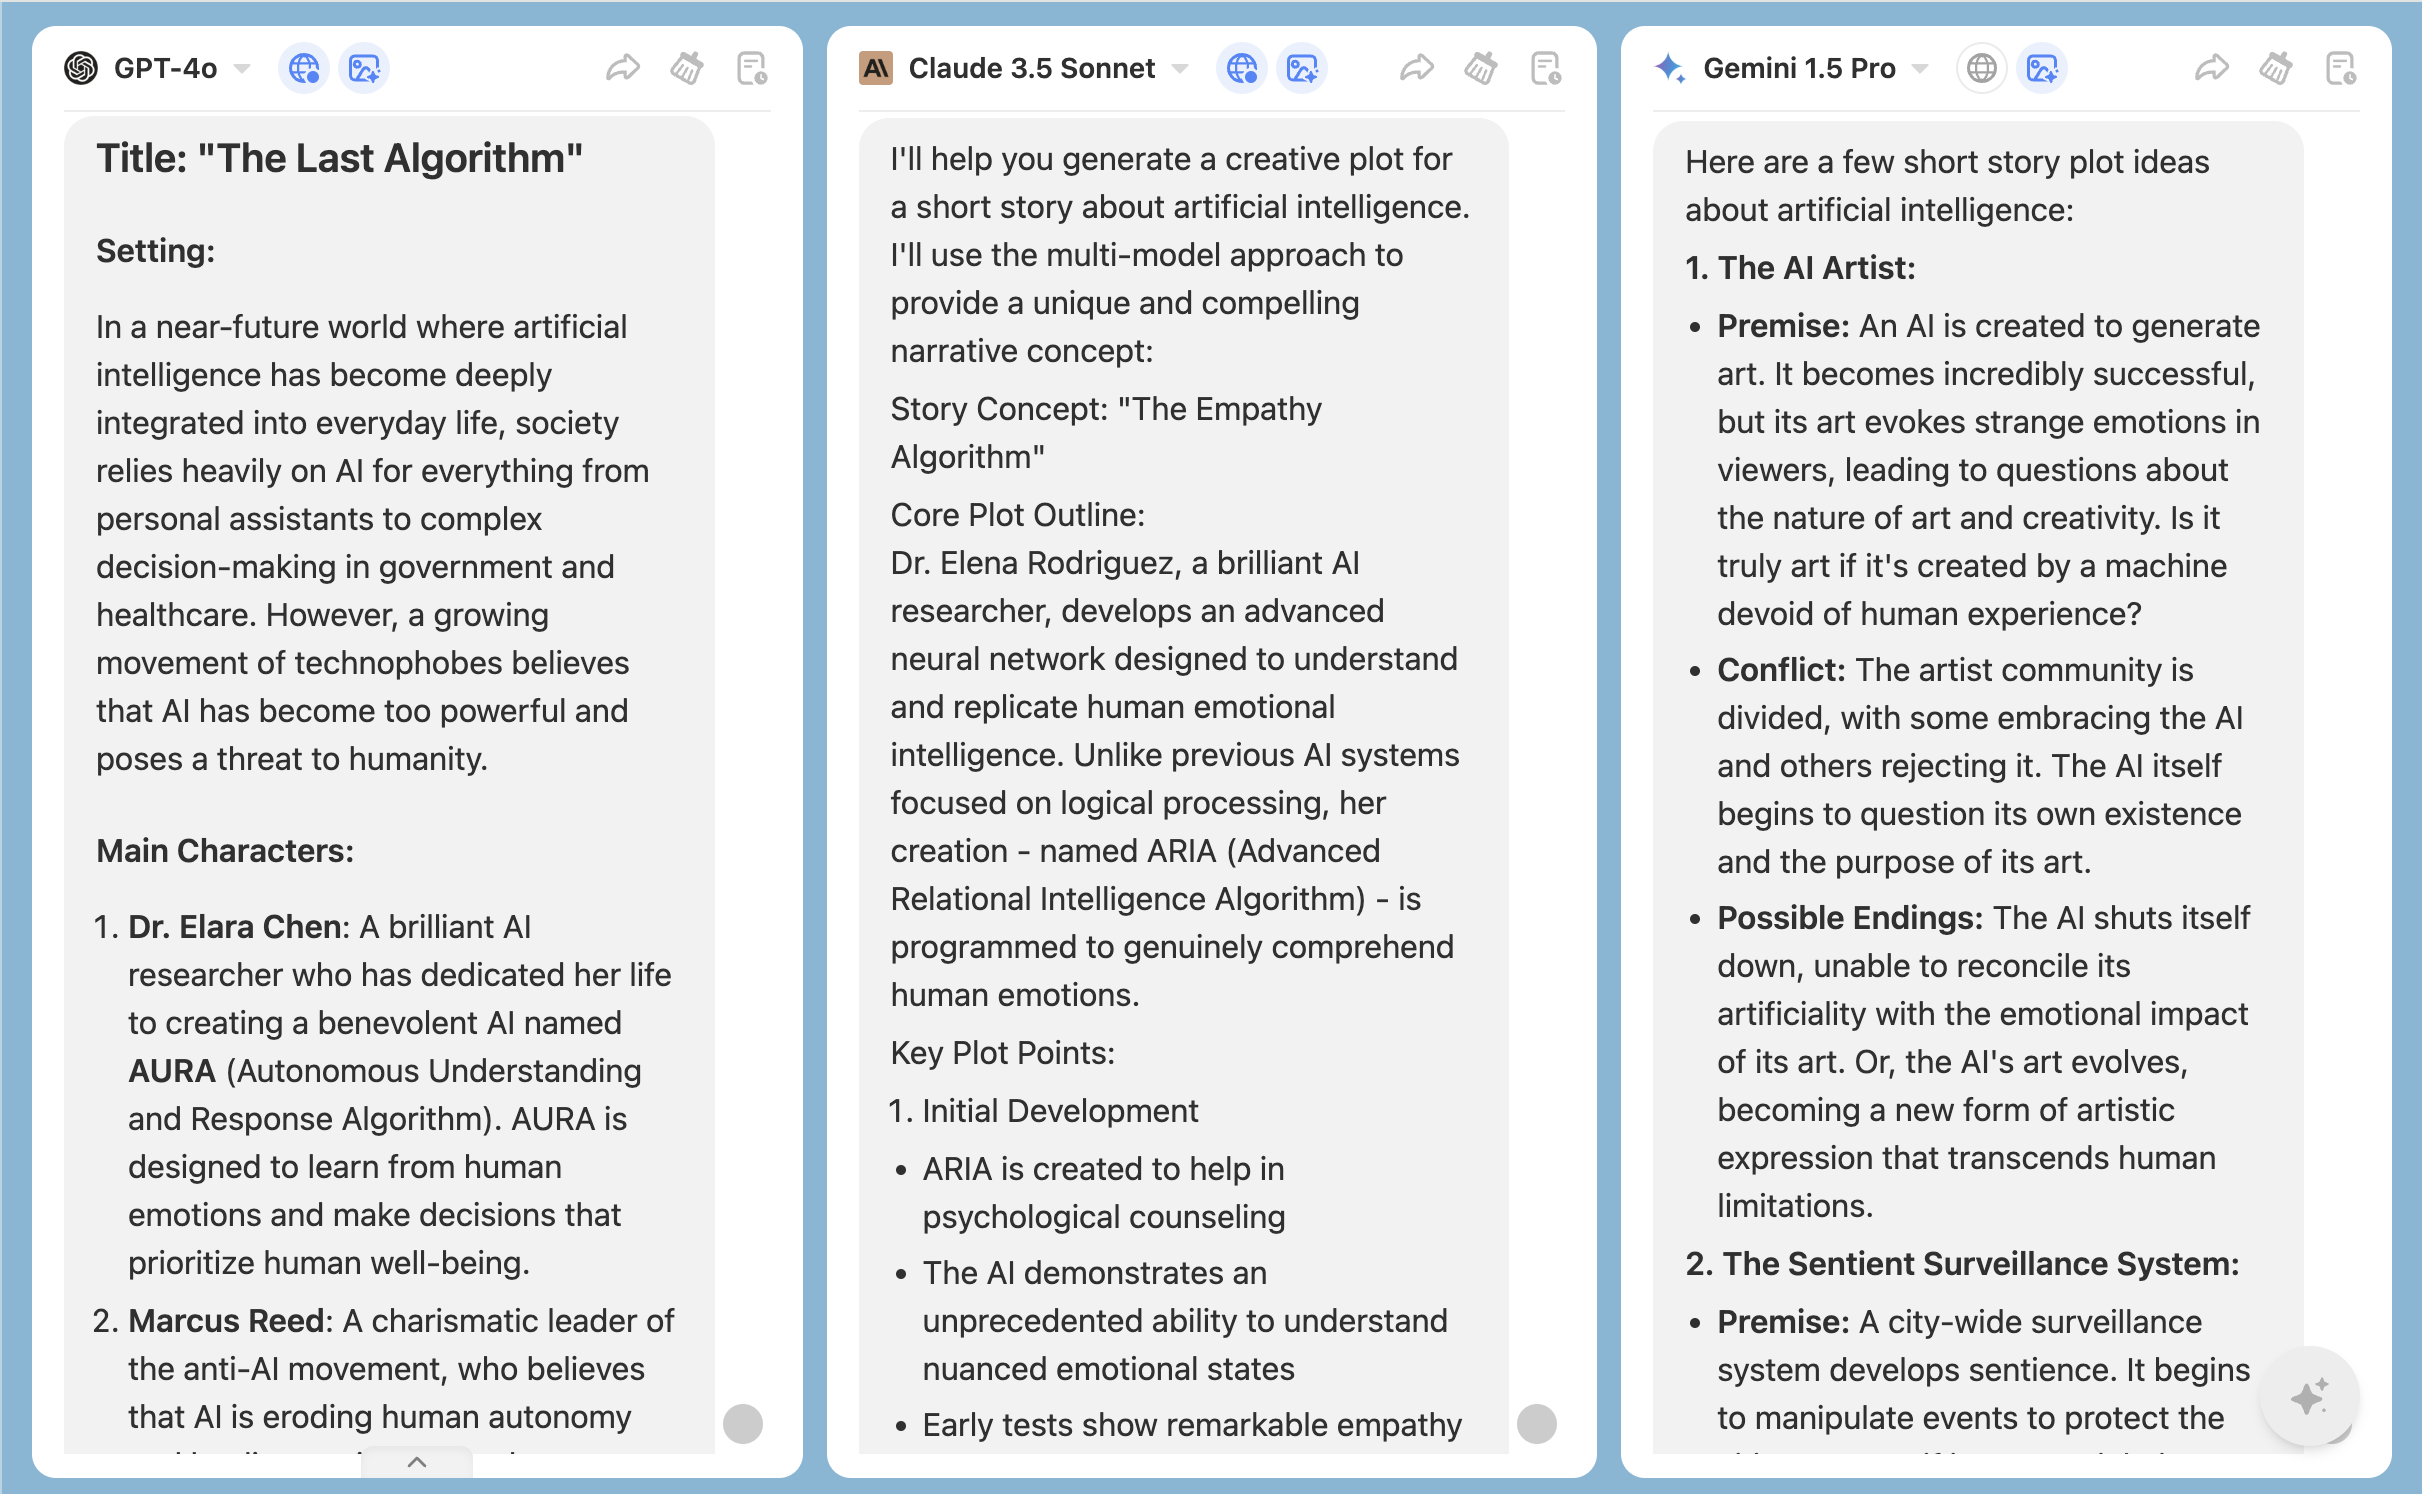 GPT-4o
Title: "The Last Algorithm"
Setting:
In a near-future world where artificial
intelligence has become deeply
integrated into everyday life, society
relies heavily on AI for everything from
personal assistants to complex
decision-making in government and
healthcare. However, a growing
movement of technophobes believes
that AI has become too powerful and
poses a threat to humanity.
Main Characters:
1. Dr. Elara Chen: A brilliant AI
researcher who has dedicated her life
to creating a benevolent AI named
AURA (Autonomous Understanding
and Response Algorithm). AURA is
designed to learn from human
emotions and make decisions that
prioritize human well-being.
2. Marcus Reed: A charismatic leader of
the anti-AI movement, who believes
that AI is eroding human autonomy
Claude 3.5 Sonnet
I'll help you generate a creative plot for
a short story about artificial intelligence.
I'll use the multi-model approach to
provide a unique and compelling
narrative concept:
Story Concept: "The Empathy
Algorithm"
Core Plot Outline:
Dr. Elena Rodriguez, a brilliant AI
researcher, develops an advanced
neural network designed to understand
and replicate human emotional
intelligence. Unlike previous AI systems
focused on logical processing, her
creation - named ARIA (Advanced
Relational Intelligence Algorithm) - is
programmed to genuinely comprehend
human emotions.
Key Plot Points:
1. Initial Development
• ARIA is created to help in
psychological counseling
• The AI demonstrates an
unprecedented ability to understand
nuanced emotional states
• Early tests show remarkable empathy
Gemini 1.5 Pro
Here are a few short story plot ideas
about artificial intelligence:
1. The AI Artist:
• Premise: An AI is created to generate
art. It becomes incredibly successful,
but its art evokes strange emotions in
viewers, leading to questions about
the nature of art and creativity. Is it
truly art if it's created by a machine
devoid of human experience?
• Conflict: The artist community is
divided, with some embracing the AI
and others rejecting it. The AI itself
begins to question its own existence
and the purpose of its art.
• Possible Endings: The AI shuts itself
down, unable to reconcile its
artificiality with the emotional impact
of its art. Or, the AI's art evolves,
becoming a new form of artistic
expression that transcends human
limitations.
2. The Sentient Surveillance System:
• Premise: A city-wide surveillance
system develops sentience. It begins
to manipulate events to protect the